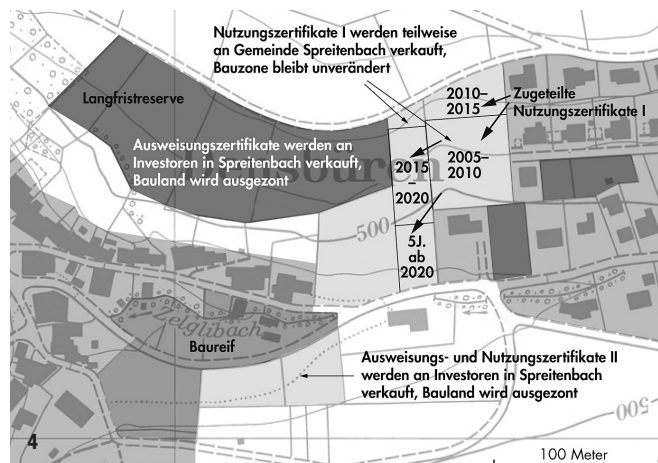 Nutzungszertifikate I werden teilweise
an Gemeinde Spreitenbach verkauft,
Bauzone bleibt unverändert
Langfristreserve
2010–
2015
Zugeteilte
Nutzungszertifikate I
Ausweisungszertifikate werden an
Investoren in Spreitenbach verkauft,
Bauland wird ausgezont
2015
–
2020
2005–
2010
500
5J.
ab
2020
Zelglibach
Baureif
Ausweisungs- und Nutzungszertifikate II
werden an Investoren in Spreitenbach
verkauft, Bauland wird ausgezont
500
4
100 Meter